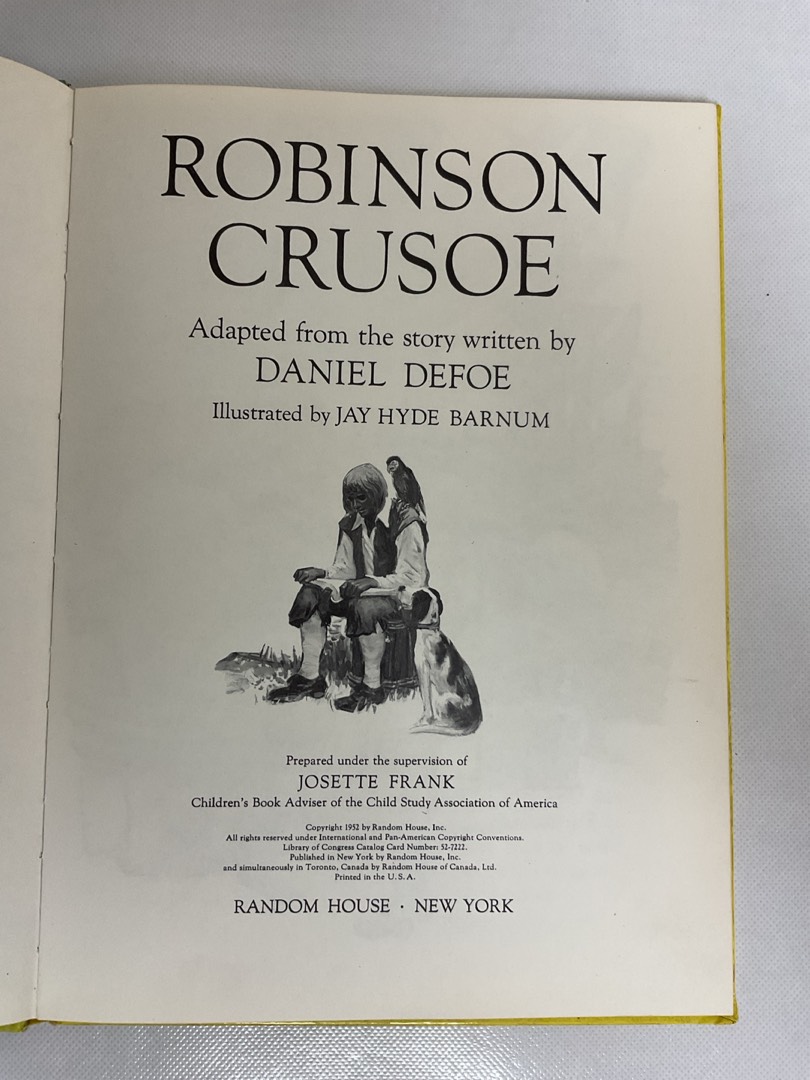 ROBINSON
CRUSOE
Adapted from the story written by
DANIEL DEFOE
Illustrated by JAY HYDE BARNUM
Prepared under the supervision of
JOSETTE FRANK
Children's Book Adviser of the Child Study Association of America
Copyright 1952 by Random House, Inc.
All rights reserved under International and Pan-American Copyright Conventions.
Library of Congress Catalog Card Number: 52-7222.
Published in New York by Random House, Inc.
and simultaneously in Toronto, Canada by Random House of Canada, Ltd.
Printed in the U. S. A.
RANDOM HOUSE · NEW YORK